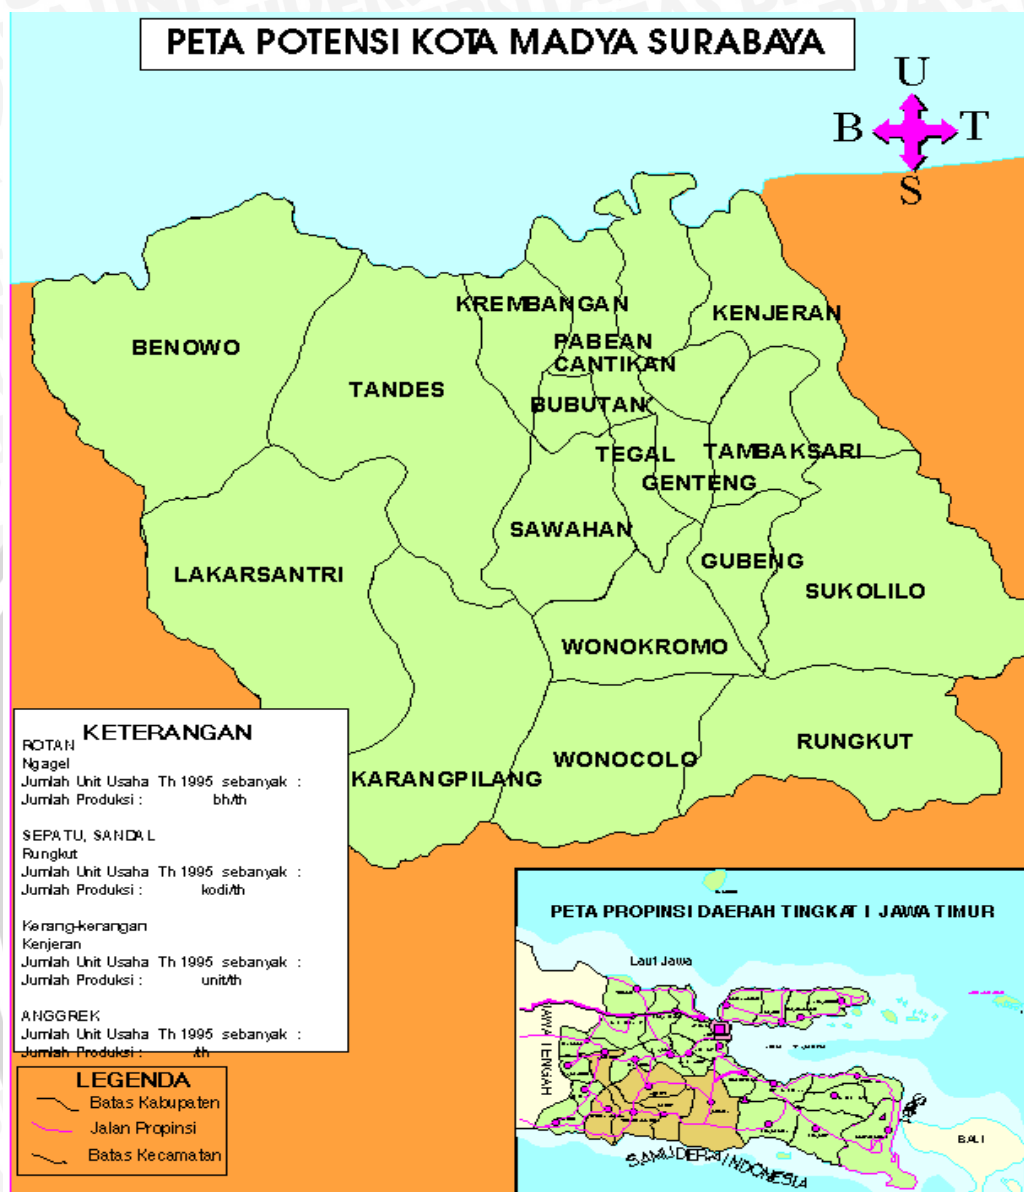 PETA POTENSI KOTA MADYA SURABAYA
U
B T
S
KREMBANGAN
KENJERAN
BENOWO
PABEAN
CANTIKAN
TANDES
BUBUTAN
TEGAL
TAMBAKSARI
GENTENG
SAWAHAN
GUBENG
LAKARSANTRI
SUKOLILO
WONOKROMO
RUNGKUT
WONOCOLO
KARANGPILANG
KETERANGAN
ROTAN
Ngagel
Jumlah Unit Usaha Th 1995 sebanyak :
Jumlah Produksi : bh/th
SEPATU, SANDAL
Rungkut
Jumlah Unit Usaha Th 1995 sebanyak :
Jumlah Produksi : kodi/th
Kerang-kerangan
Kenjeran
Jumlah Unit Usaha Th 1995 sebanyak :
Jumlah Produksi : unit/th
ANGGREK
Jumlah Unit Usaha Th 1995 sebanyak :
Jumlah Produksi : /th
LEGENDA
Batas Kabupaten
Jalan Propinsi
Batas Kecamatan
PETA PROPINSI DAERAH TINGKAT I JAWA TIMUR
Laut Jawa
JAWA TENGAH
BALI
SAMUDERA INDONESIA